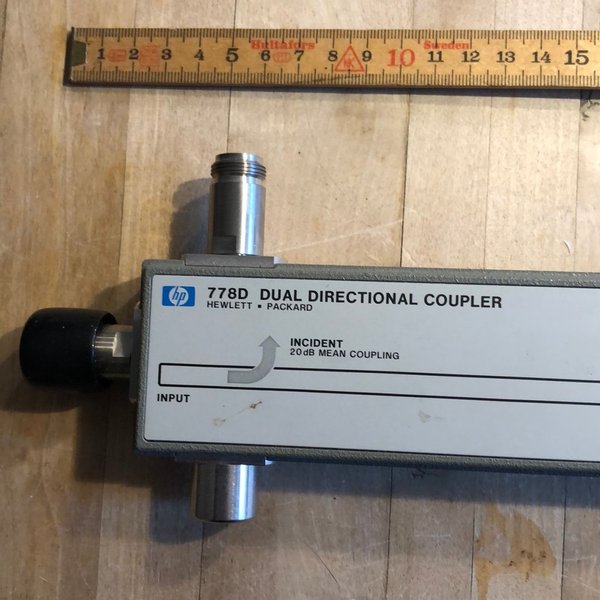 1 2 3 4 5 6 7 8 9 10 11 12 13 14 15
Hultafors Sweden
hp 778D DUAL DIRECTIONAL COUPLER
HEWLETT • PACKARD
INCIDENT
20dB MEAN COUPLING
INPUT